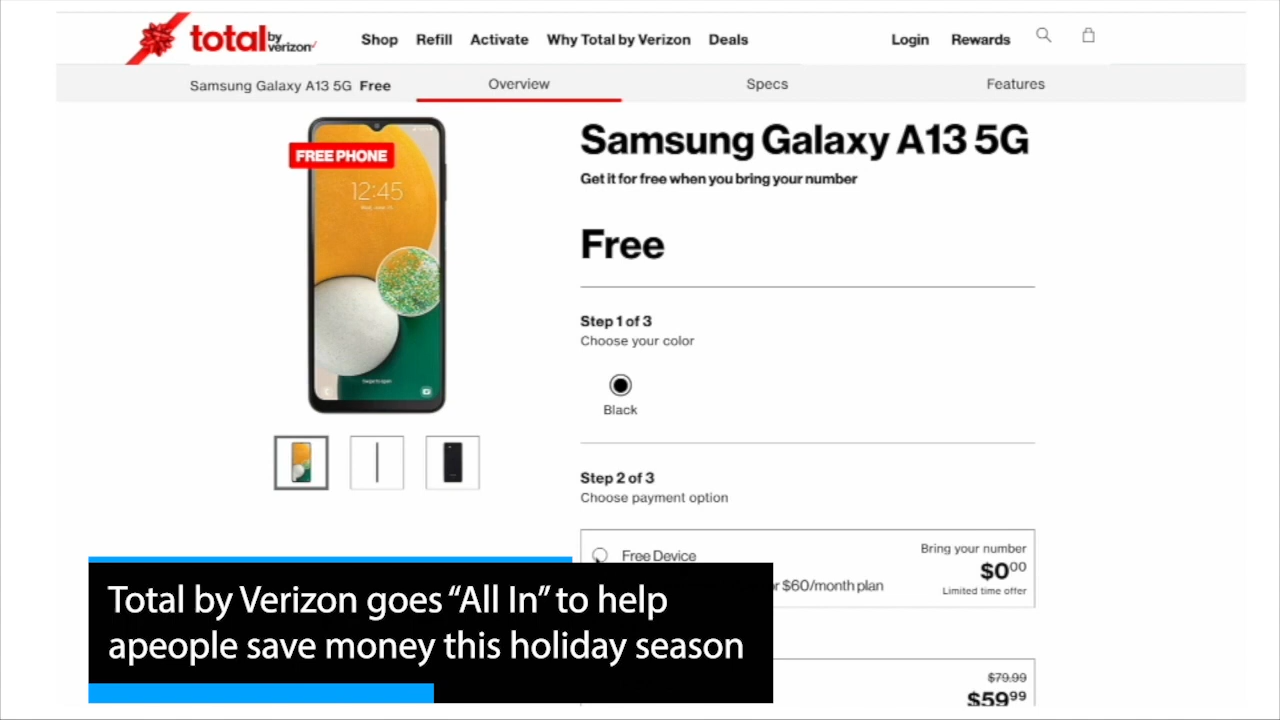 total by verizon
Shop Refill Activate Why Total by Verizon Deals Login Rewards
Samsung Galaxy A13 5G Free Overview Specs Features
FREE PHONE
12:45
Samsung Galaxy A13 5G
Get it for free when you bring your number
Free
Step 1 of 3
Choose your color
Black
Step 2 of 3
Choose payment option
Free Device
Bring your number
$000
Limited time offer
$60/month plan
$79.99
$5999
Total by Verizon goes “All In” to help
apeople save money this holiday season